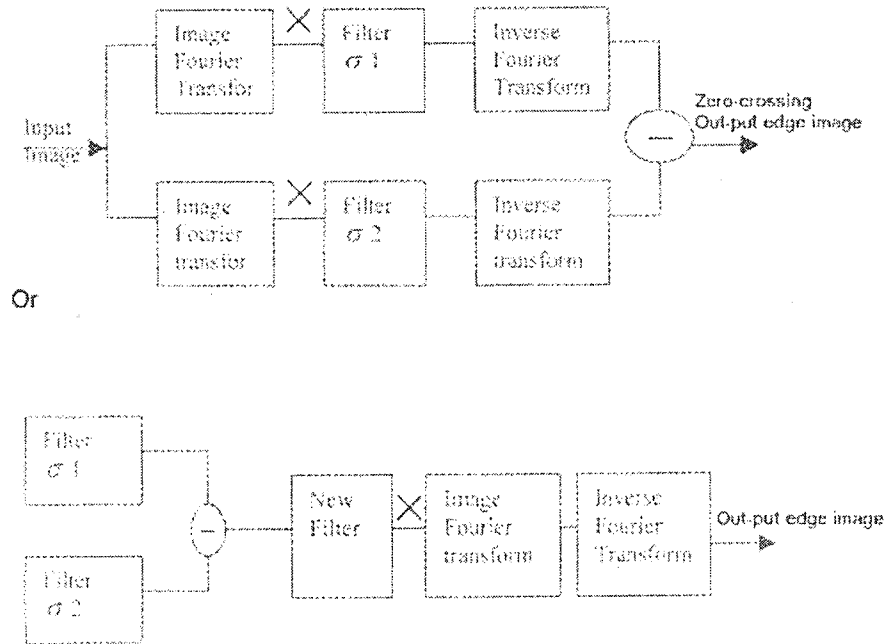 Image
Fourier
Transfor
Filter
σ 1
Inverse
Fourier
Transform
Zero-crossing
Out-put edge image
Input
Image
Image
Fourier
transfor
Filter
σ 2
Inverse
Fourier
transform
Or
Filter
σ 1
New
Filter
Image
Fourier
transform
Inverse
Fourier
Transform
Out-put edge image
Filter
σ 2